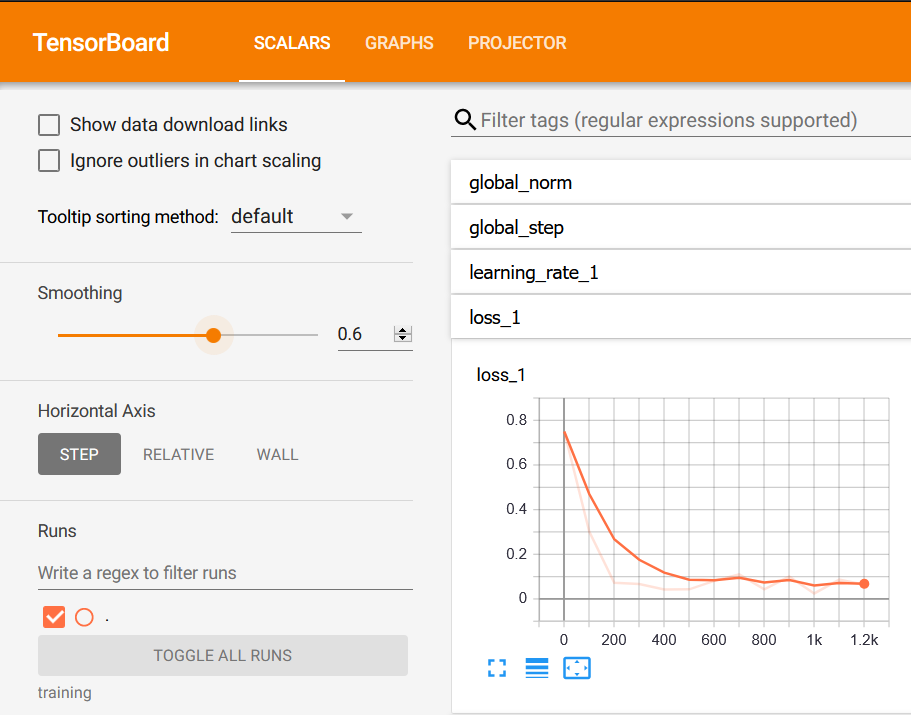 TensorBoard SCALARS GRAPHS PROJECTOR
Show data download links
Ignore outliers in chart scaling
Tooltip sorting method: default
Smoothing
0.6
Horizontal Axis
STEP RELATIVE WALL
Runs
Write a regex to filter runs
.
TOGGLE ALL RUNS
training
Filter tags (regular expressions supported)
global_norm
global_step
learning_rate_1
loss_1
loss_1
0.8
0.6
0.4
0.2
0
0 200 400 600 800 1k 1.2k